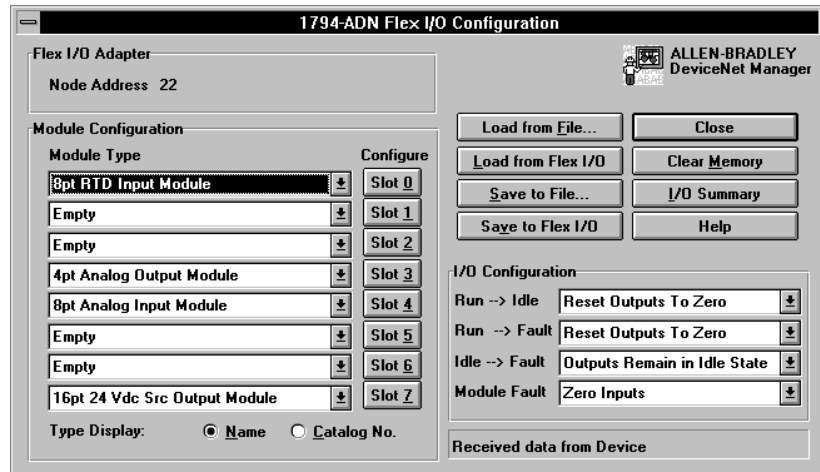 1794-ADN Flex I/O Configuration
Flex I/O Adapter
Node Address 22
ALLEN-BRADLEY
DeviceNet Manager
Module Configuration
Module Type
Configure
8pt RTD Input Module
Slot 0
Empty
Slot 1
Empty
Slot 2
4pt Analog Output Module
Slot 3
8pt Analog Input Module
Slot 4
Empty
Slot 5
Empty
Slot 6
16pt 24 Vdc Src Output Module
Slot 7
Type Display:
Name
Catalog No.
Load from File...
Close
Load from Flex I/O
Clear Memory
Save to File...
I/O Summary
Save to Flex I/O
Help
I/O Configuration
Run --> Idle
Reset Outputs To Zero
Run --> Fault
Reset Outputs To Zero
Idle --> Fault
Outputs Remain in Idle State
Module Fault
Zero Inputs
Received data from Device